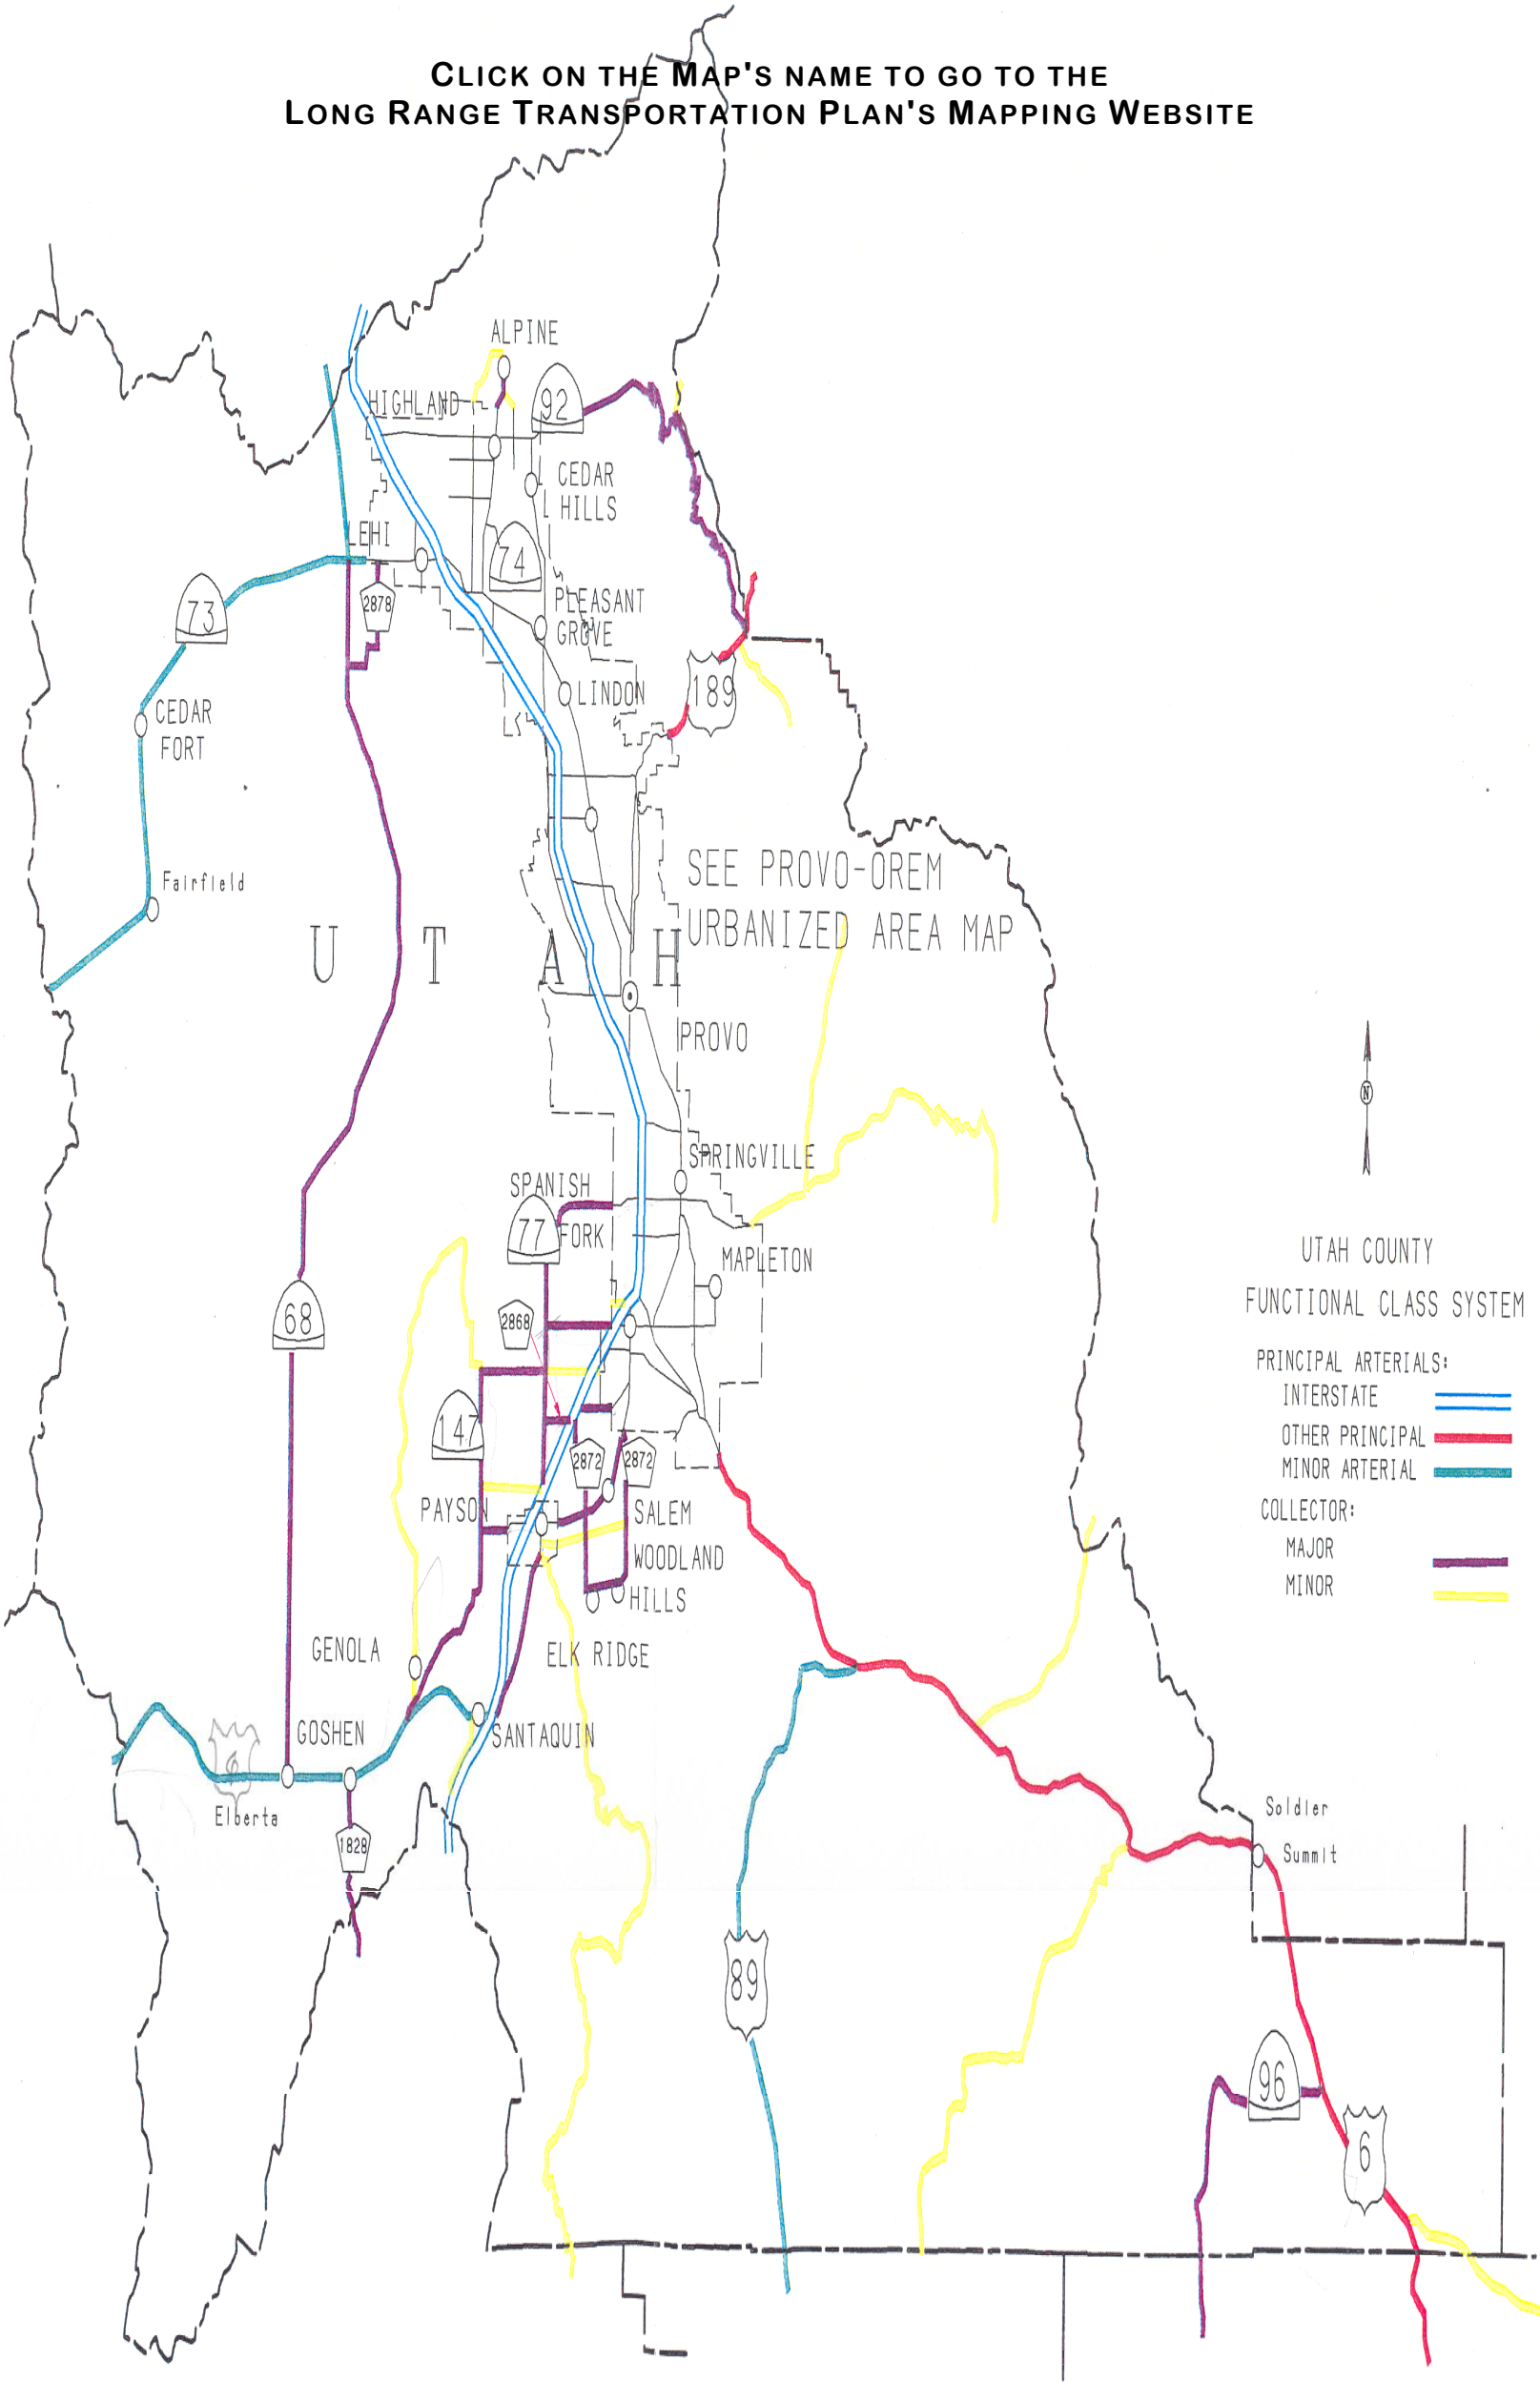 CLICK ON THE MAP'S NAME TO GO TO THE
LONG RANGE TRANSPORTATION PLAN'S MAPPING WEBSITE
ALPINE
HIGHLAND
92
CEDAR
HILLS
LEHI
74
73
2878
PLEASANT
GROVE
LINDON
189
CEDAR
FORT
Fairfield
SEE PROVO-OREM
URBANIZED AREA MAP
U T A H
PROVO
N
SPRINGVILLE
SPANISH
FORK
77
MAPLETON
UTAH COUNTY
FUNCTIONAL CLASS SYSTEM
PRINCIPAL ARTERIALS:
INTERSTATE
OTHER PRINCIPAL
MINOR ARTERIAL
COLLECTOR:
MAJOR
MINOR
68
2868
147
2872
2872
PAYSON
SALEM
WOODLAND
HILLS
GENOLA
ELK RIDGE
GOSHEN
SANTAQUIN
6
Elberta
1828
Soldier
Summit
89
96
6